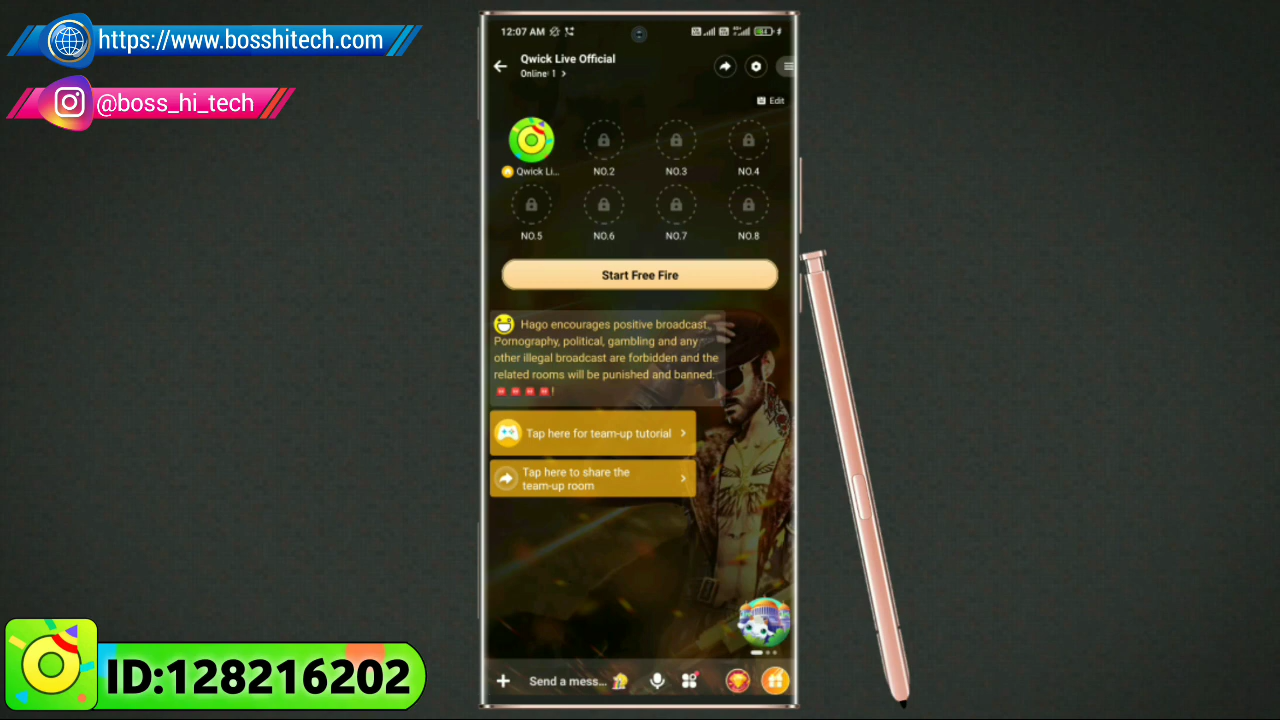 https://www.bosshitech.com
@boss_hi_tech
12:07 AM
Qwick Live Official
Online: 1 >
Edit
Qwick Li...
NO.2
NO.3
NO.4
NO.5
NO.6
NO.7
NO.8
Start Free Fire
Hago encourages positive broadcast.
Pornography, political, gambling and any
other illegal broadcast are forbidden and the
related rooms will be punished and banned.
!
Tap here for team-up tutorial >
Tap here to share the
team-up room >
Send a mess...
ID:128216202